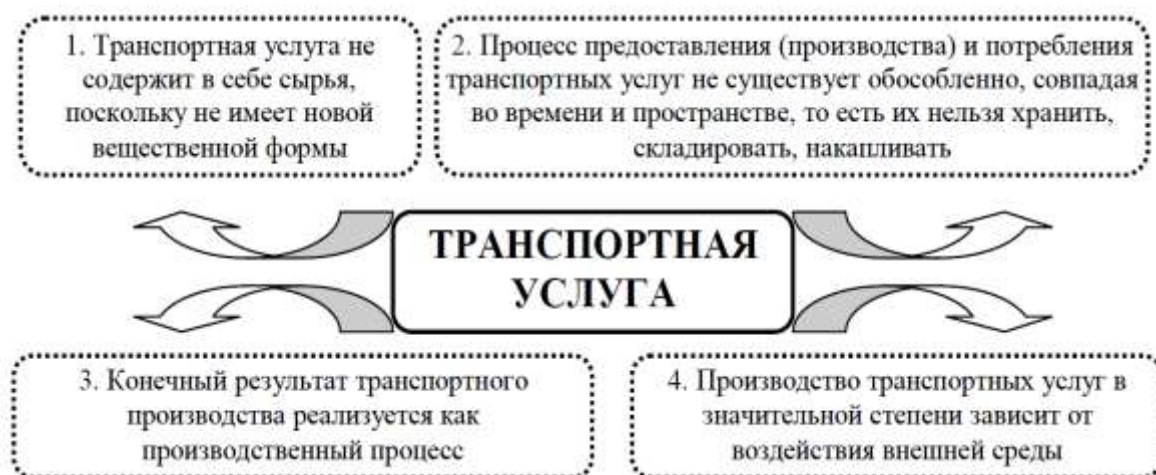 1. Транспортная услуга не
содержит в себе сырья,
поскольку не имеет новой
вещественной формы
2. Процесс предоставления (производства) и потребления
транспортных услуг не существует обособленно, совпадая
во времени и пространстве, то есть их нельзя хранить,
складировать, накапливать
ТРАНСПОРТНАЯ
УСЛУГА
3. Конечный результат транспортного
производства реализуется как
производственный процесс
4. Производство транспортных услуг в
значительной степени зависит от
воздействия внешней среды